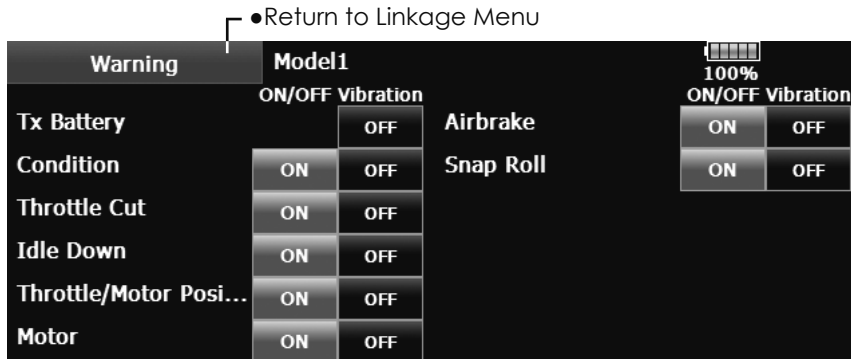 ●Return to Linkage Menu
Warning Model1 100%
ON/OFF Vibration ON/OFF Vibration
Tx Battery OFF Airbrake ON OFF
Condition ON OFF Snap Roll ON OFF
Throttle Cut ON OFF
Idle Down ON OFF
Throttle/Motor Posi... ON OFF
Motor ON OFF